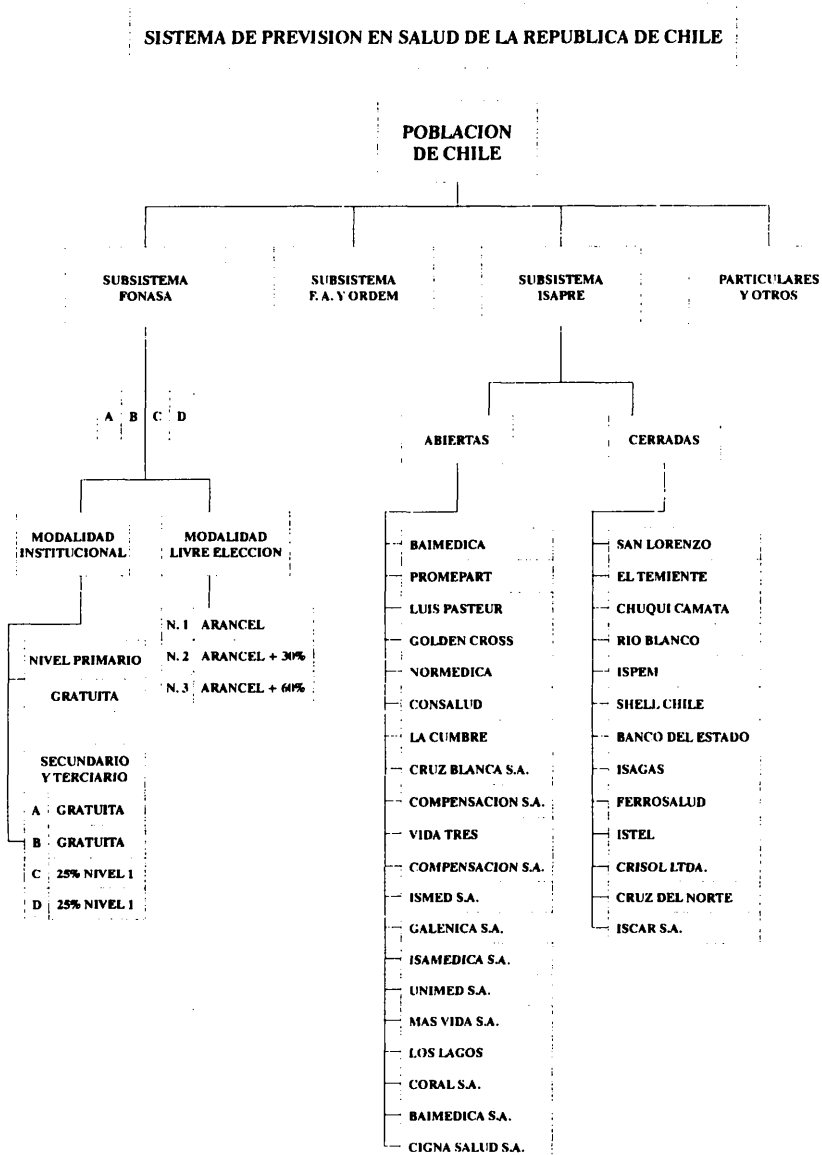 SISTEMA DE PREVISION EN SALUD DE LA REPUBLICA DE CHILE
POBLACION
DE CHILE
SUBSISTEMA
FONASA
SUBSISTEMA
F. A. Y ORDEM
SUBSISTEMA
ISAPRE
PARTICULARES
Y OTROS
A B C D
MODALIDAD
INSTITUCIONAL
MODALIDAD
LIVRE ELECCION
NIVEL PRIMARIO
GRATUITA
SECUNDARIO
Y TERCIARIO
A GRATUITA
B GRATUITA
C 25% NIVEL 1
D 25% NIVEL 1
N. 1 ARANCEL
N. 2 ARANCEL + 30%
N. 3 ARANCEL + 60%
ABIERTAS
BAIMEDICA
PROMEPART
LUIS PASTEUR
GOLDEN CROSS
NORMEDICA
CONSALUD
LA CUMBRE
CRUZ BLANCA S.A.
COMPENSACION S.A.
VIDA TRES
COMPENSACION S.A.
ISMED S.A.
GALENICA S.A.
ISAMEDICA S.A.
UNIMED S.A.
MAS VIDA S.A.
LOS LAGOS
CORAL S.A.
BAIMEDICA S.A.
CIGNA SALUD S.A.
CERRADAS
SAN LORENZO
EL TEMIENTE
CHUQUI CAMATA
RIO BLANCO
ISPEM
SHELL CHILE
BANCO DEL ESTADO
ISAGAS
FERROSALUD
ISTEL
CRISOL LTDA.
CRUZ DEL NORTE
ISCAR S.A.